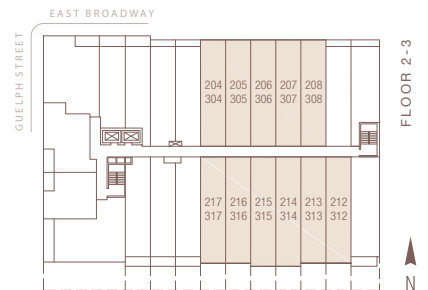 EAST BROADWAY
GUELPH STREET
FLOOR 2-3
204 205 206 207 208
304 305 306 307 308
217 216 215 214 213 212
317 316 315 314 313 312
N